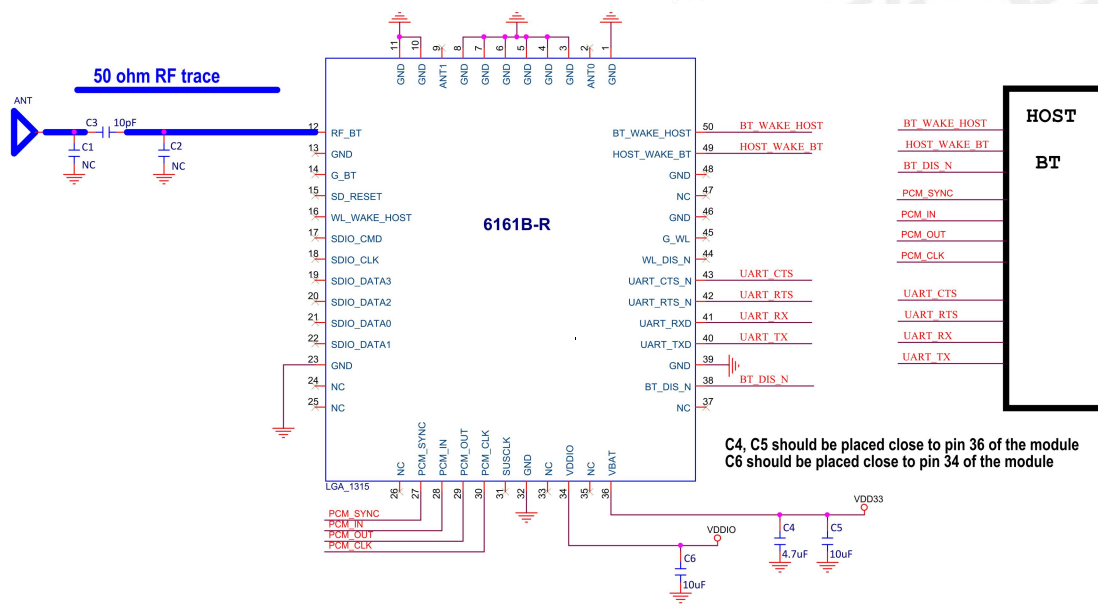 11 10 9 8 7 6 5 4 3 2 1
GND GND ANT1 GND GND GND GND GND GND ANT0 GND
50 ohm RF trace
ANT
C3 10pF
C1
NC
C2
NC
12 RF_BT
13 GND
14 G_BT
15 SD_RESET
16 WL_WAKE_HOST
17 SDIO_CMD
18 SDIO_CLK
19 SDIO_DATA3
20 SDIO_DATA2
21 SDIO_DATA0
22 SDIO_DATA1
23 GND
24 NC
25 NC
6161B-R
BT_WAKE_HOST 50 BT_WAKE_HOST
HOST_WAKE_BT 49 HOST_WAKE_BT
GND 48
NC 47
GND 46
G_WL 45
WL_DIS_N 44
UART_CTS_N 43 UART_CTS
UART_RTS_N 42 UART_RTS
UART_RXD 41 UART_RX
UART_TXD 40 UART_TX
GND 39
BT_DIS_N 38 BT_DIS_N
NC 37
BT_WAKE_HOST
HOST_WAKE_BT
BT_DIS_N
PCM_SYNC
PCM_IN
PCM_OUT
PCM_CLK
UART_CTS
UART_RTS
UART_RX
UART_TX
HOST
BT
NC PCM_SYNC PCM_IN PCM_OUT PCM_CLK SUSCLK GND NC VDDIO NC VBAT
26 27 28 29 30 31 32 33 34 35 36
LGA_1315
C4, C5 should be placed close to pin 36 of the module
C6 should be placed close to pin 34 of the module
PCM_SYNC
PCM_IN
PCM_OUT
PCM_CLK
VDD33
VDDIO
C4
4.7uF
C5
10uF
C6
10uF